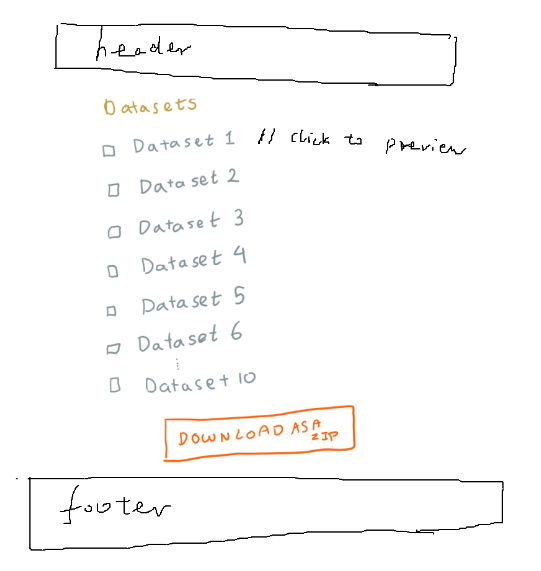 header
Datasets
Dataset 1 // click to preview
Dataset 2
Dataset 3
Dataset 4
Dataset 5
Dataset 6
Dataset 10
DOWNLOAD AS A
ZIP
footer